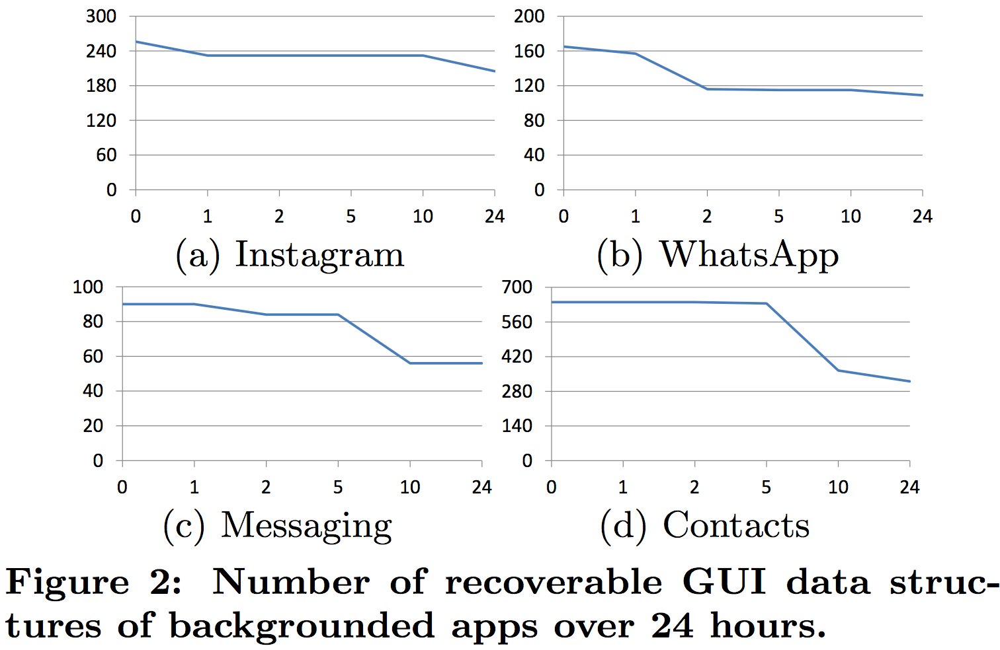 300
240
180
120
60
0
0 1 2 5 10 24
(a) Instagram
200
160
120
80
40
0
0 1 2 5 10 24
(b) WhatsApp
100
80
60
40
20
0
0 1 2 5 10 24
(c) Messaging
700
560
420
280
140
0
0 1 2 5 10 24
(d) Contacts
Figure 2: Number of recoverable GUI data struc-
tures of backgrounded apps over 24 hours.